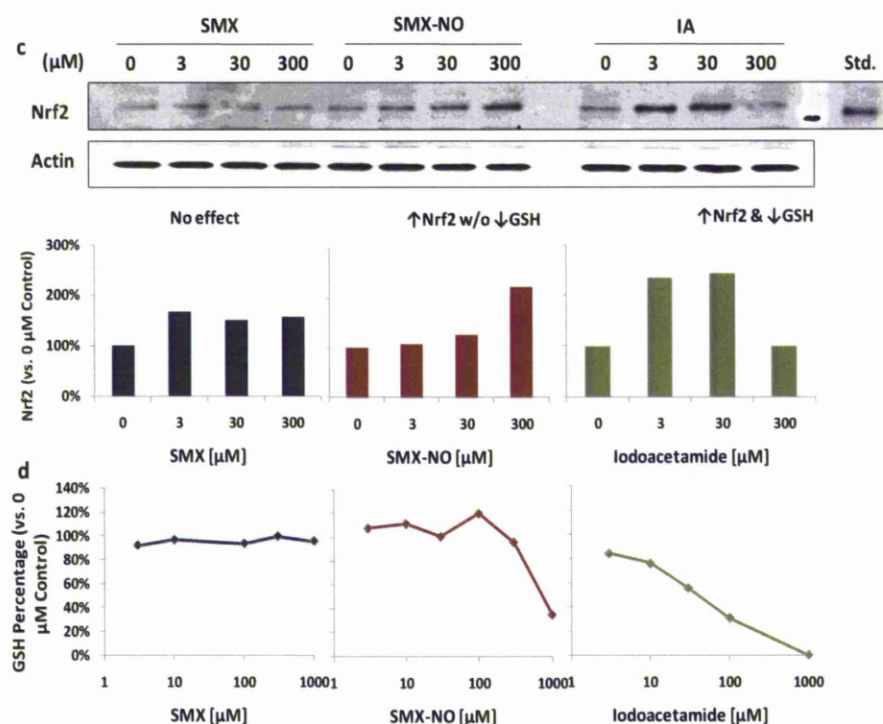 SMX SMX-NO IA
c (µM) 0 3 30 300 0 3 30 300 0 3 30 300 Std.
Nrf2
Actin
No effect ↑Nrf2 w/o ↓GSH ↑Nrf2 & ↓GSH
Nrf2 (vs. 0 µM Control)
300%
200%
100%
0%
0 3 30 300 0 3 30 300 0 3 30 300
SMX [µM] SMX-NO [µM] Iodoacetamide [µM]
d
GSH Percentage (vs. 0
µM Control)
140%
120%
100%
80%
60%
40%
20%
0%
1 10 100 1000 1 10 100 1000 1 10 100 1000
SMX [µM] SMX-NO [µM] Iodoacetamide [µM]